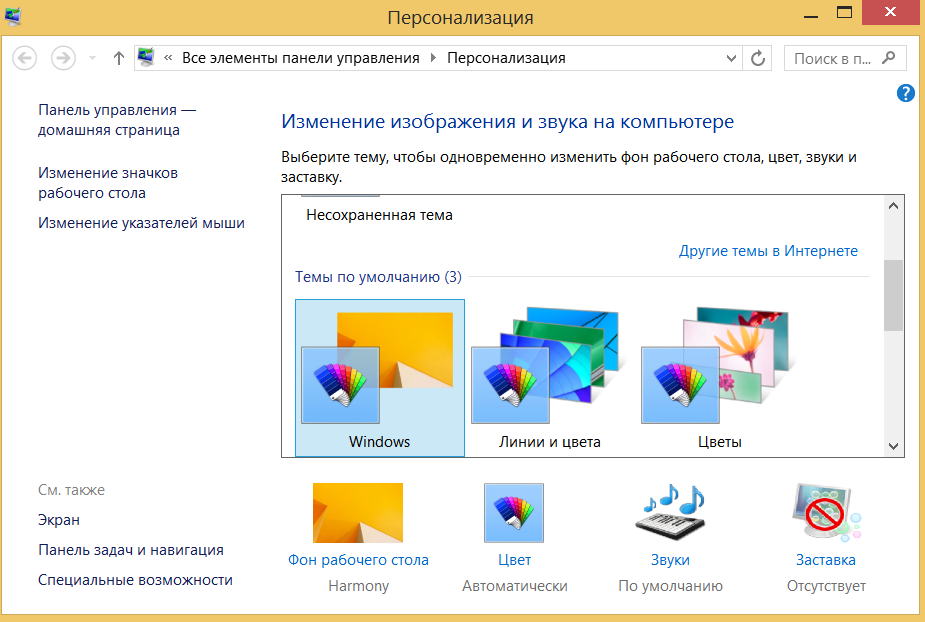 Персонализация
« Все элементы панели управления Персонализация
Поиск в п...
Панель управления —
домашняя страница
Изменение значков
рабочего стола
Изменение указателей мыши
Изменение изображения и звука на компьютере
Выберите тему, чтобы одновременно изменить фон рабочего стола, цвет, звуки и
заставку.
Несохраненная тема
Другие темы в Интернете
Темы по умолчанию (3)
Windows
Линии и цвета
Цветы
См. также
Экран
Панель задач и навигация
Специальные возможности
Фон рабочего стола
Harmony
Цвет
Автоматически
Звуки
По умолчанию
Заставка
Отсутствует